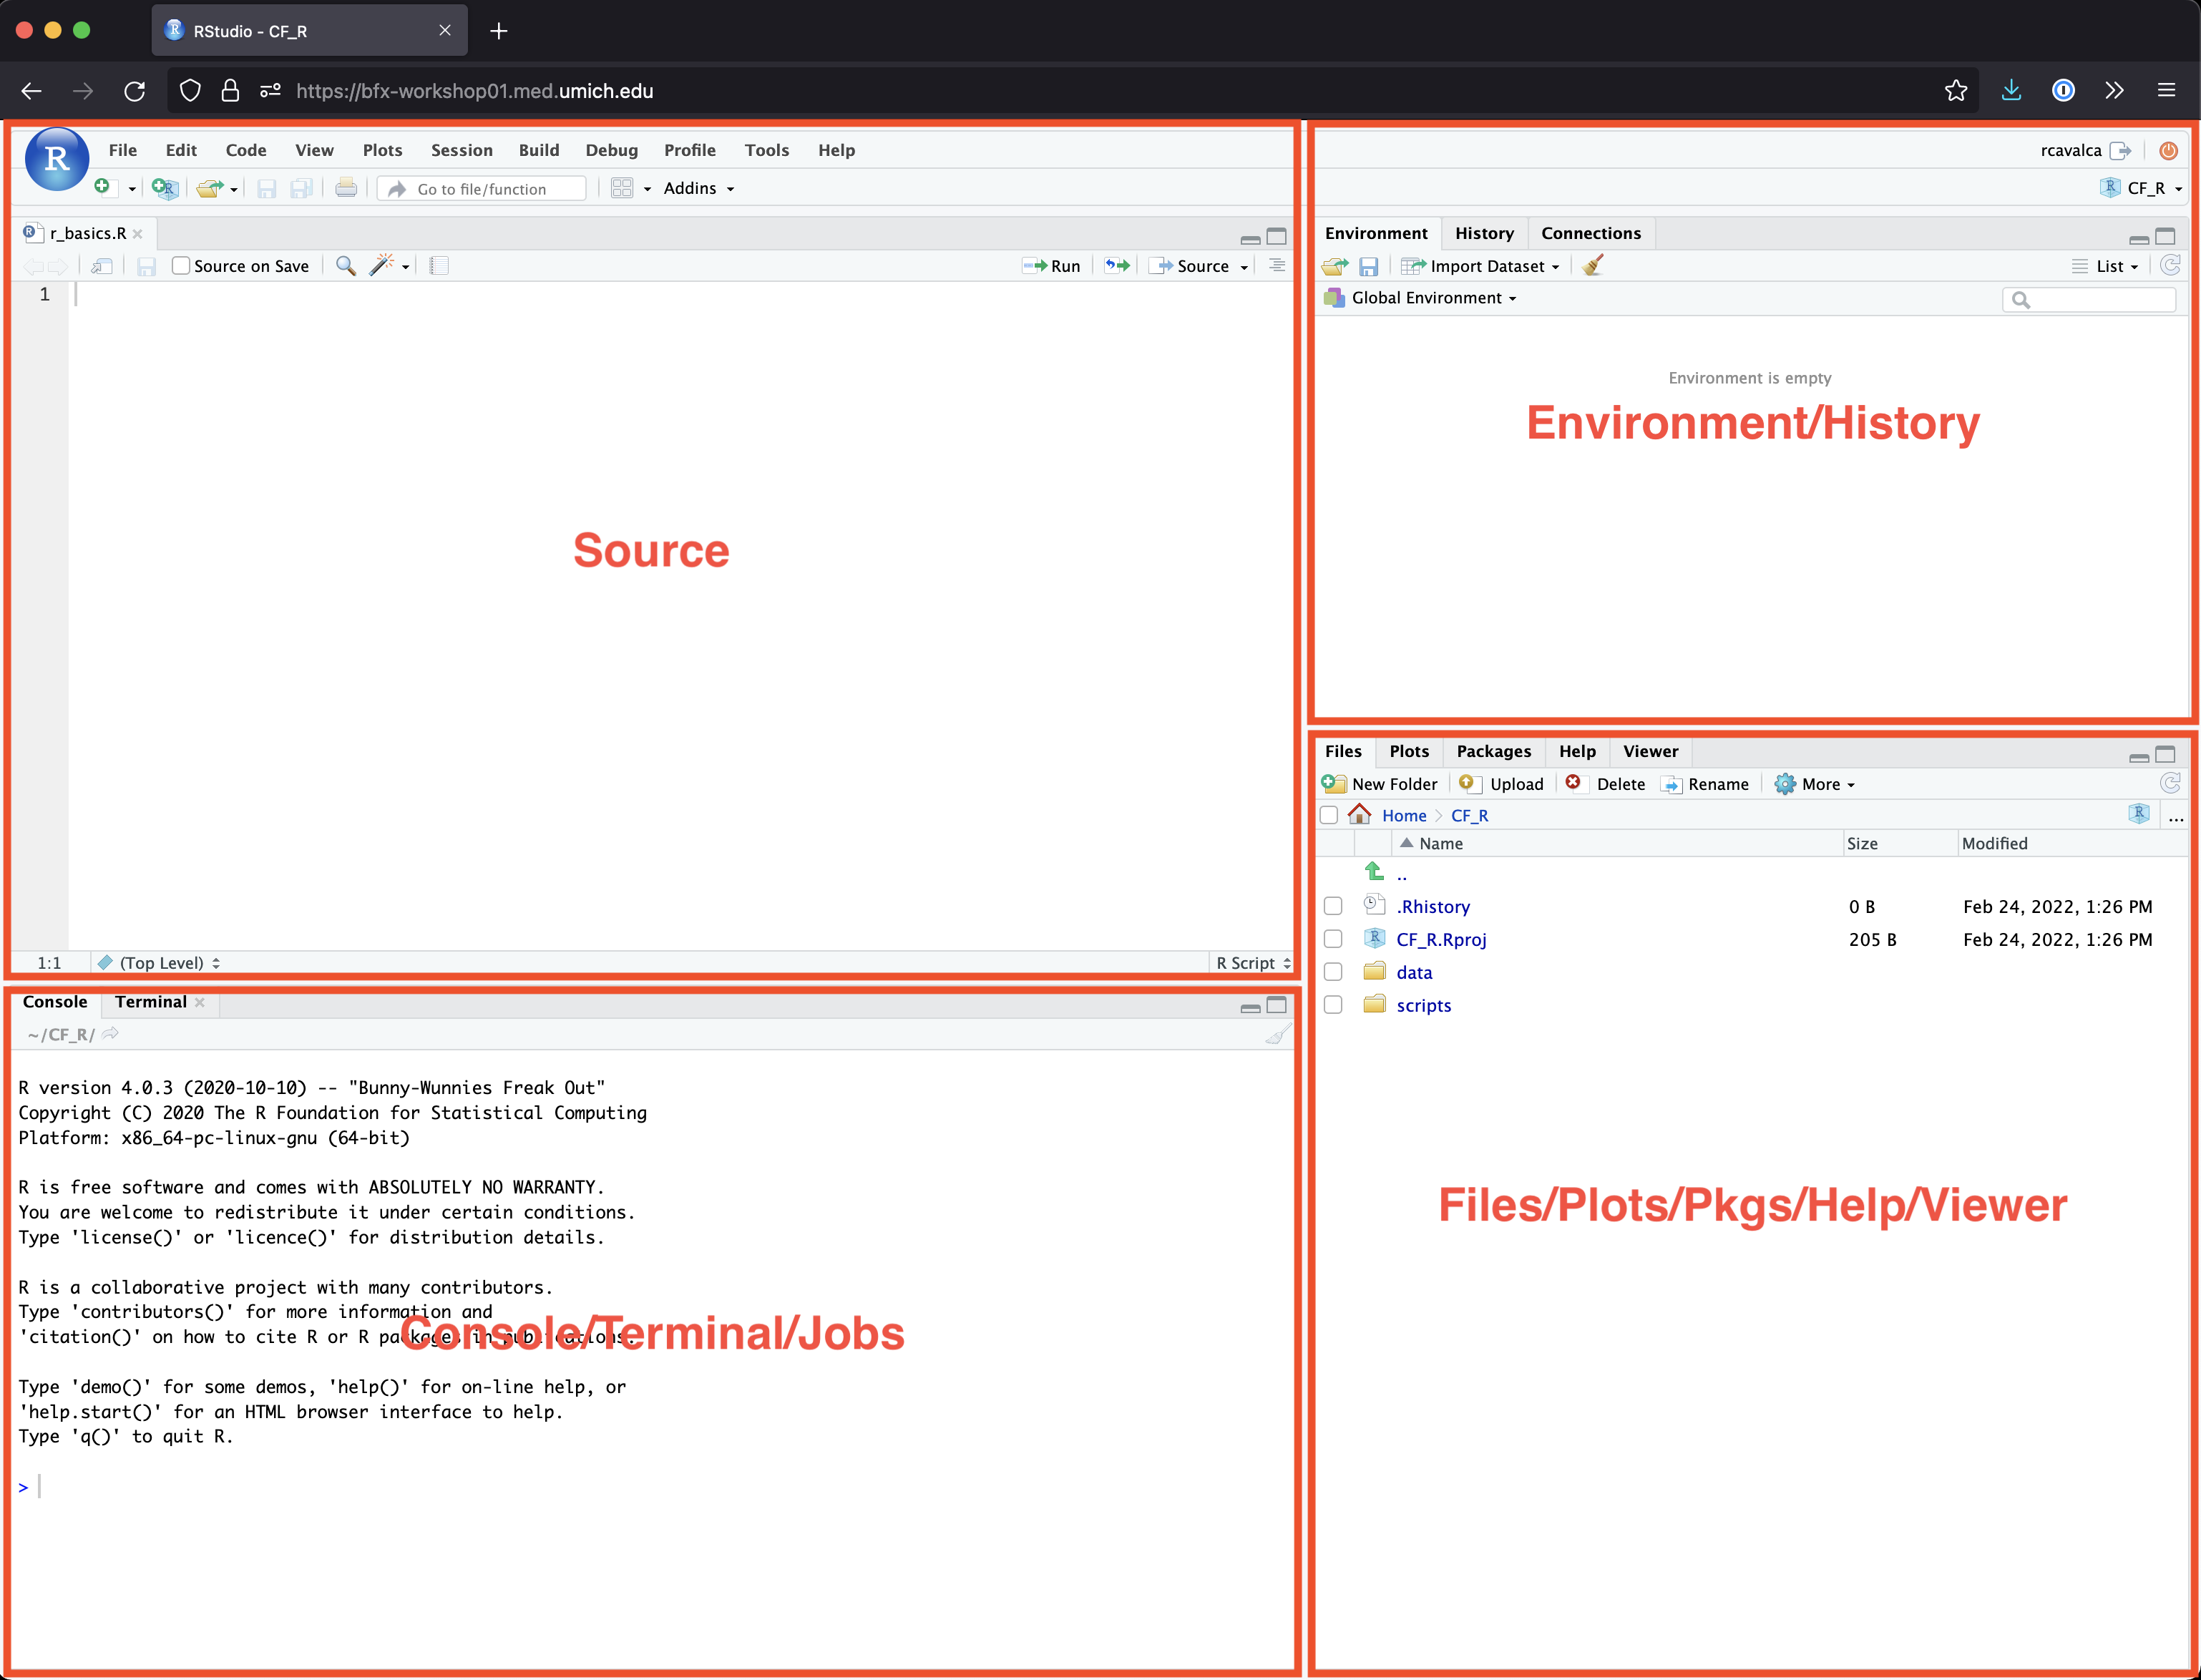 RStudio - CF_R
https://bfx-workshop01.med.umich.edu
R File Edit Code View Plots Session Build Debug Profile Tools Help rcavalca
Go to file/function Addins CF_R
r_basics.R
Source on Save Run Source
1
Source
1:1 (Top Level) R Script
Environment History Connections
Import Dataset List
Global Environment
Environment is empty
Environment/History
Console Terminal
~/CF_R/
R version 4.0.3 (2020-10-10) -- "Bunny-Wunnies Freak Out"
Copyright (C) 2020 The R Foundation for Statistical Computing
Platform: x86_64-pc-linux-gnu (64-bit)
R is free software and comes with ABSOLUTELY NO WARRANTY.
You are welcome to redistribute it under certain conditions.
Type 'license()' or 'licence()' for distribution details.
R is a collaborative project with many contributors.
Type 'contributors()' for more information and
'citation()' on how to cite R or R packages in publications.
Console/Terminal/Jobs
Type 'demo()' for some demos, 'help()' for on-line help, or
'help.start()' for an HTML browser interface to help.
Type 'q()' to quit R.
>
Files Plots Packages Help Viewer
New Folder Upload Delete Rename More
Home > CF_R ...
Name Size Modified
..
.Rhistory 0 B Feb 24, 2022, 1:26 PM
CF_R.Rproj 205 B Feb 24, 2022, 1:26 PM
data
scripts
Files/Plots/Pkgs/Help/Viewer